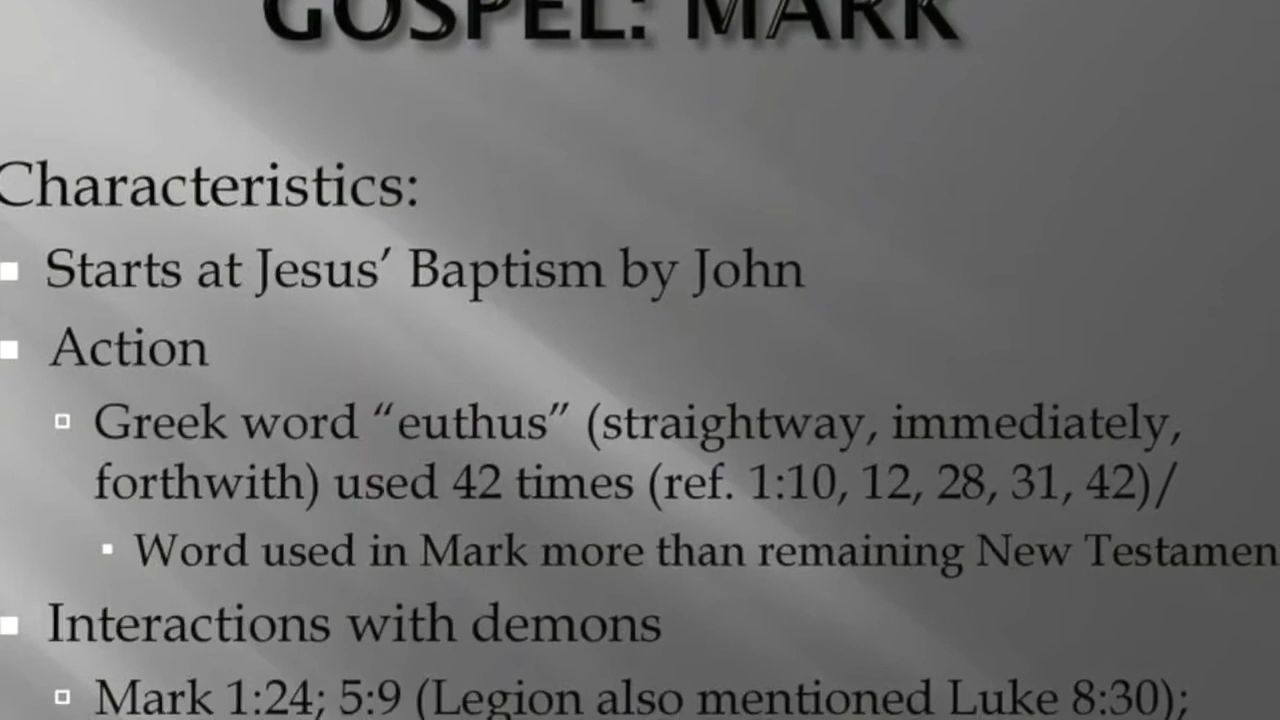 GOSPEL: MARK
Characteristics:
Starts at Jesus’ Baptism by John
Action
Greek word “euthus” (straightway, immediately,
forthwith) used 42 times (ref. 1:10, 12, 28, 31, 42)/
Word used in Mark more than remaining New Testamen
Interactions with demons
Mark 1:24; 5:9 (Legion also mentioned Luke 8:30);